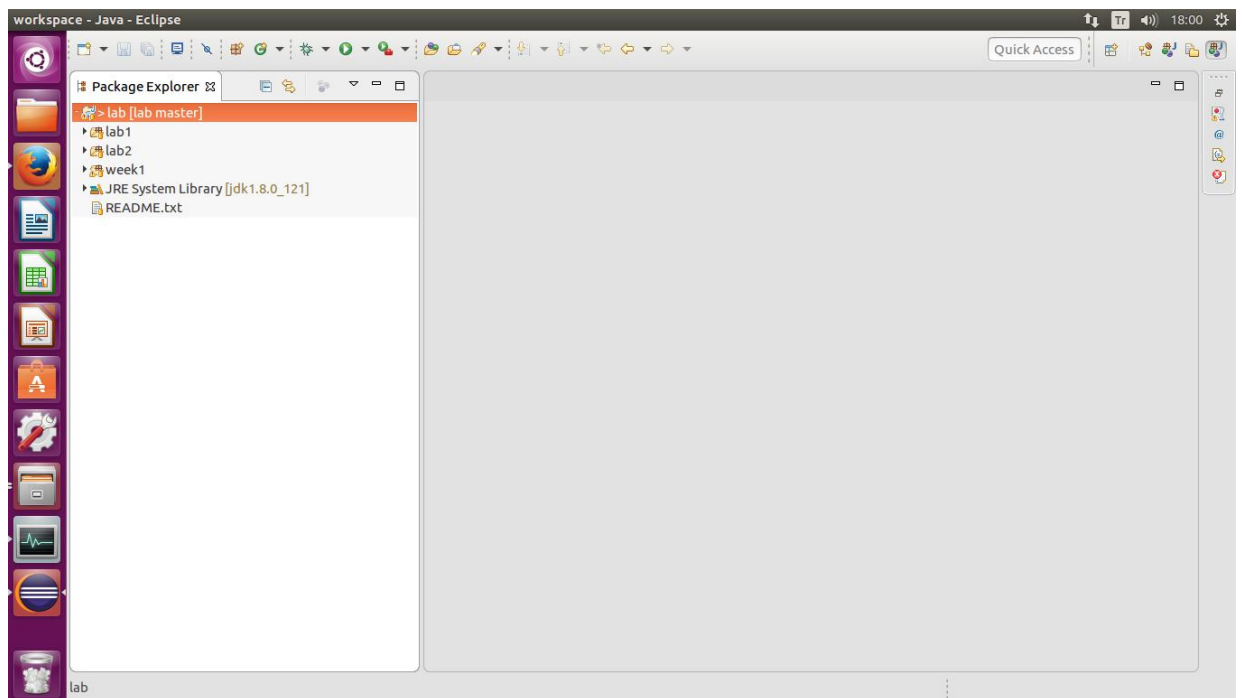 workspace - Java - Eclipse
Tr
18:00
Quick Access
Package Explorer
> lab [lab master]
lab1
lab2
week1
JRE System Library [jdk1.8.0_121]
README.txt
lab